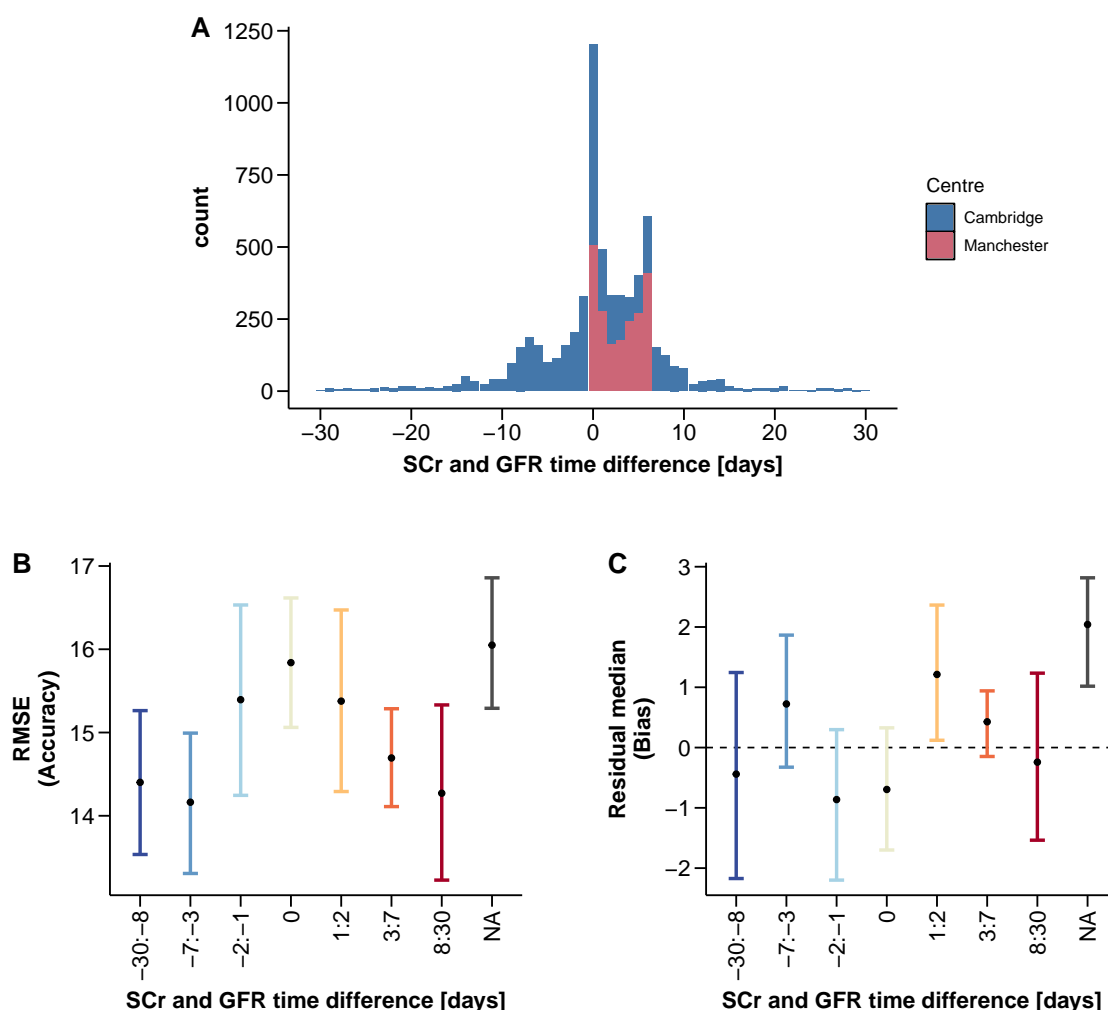 A
1250
1000
750
500
250
0
count
−30
−20
−10
0
10
20
30
SCr and GFR time difference [days]
Centre
Cambridge
Manchester
B
17
16
15
14
RMSE
(Accuracy)
−30:−8
−7:−3
−2:−1
0
1:2
3:7
8:30
NA
SCr and GFR time difference [days]
C
3
2
1
0
−1
−2
Residual median
(Bias)
−30:−8
−7:−3
−2:−1
0
1:2
3:7
8:30
NA
SCr and GFR time difference [days]